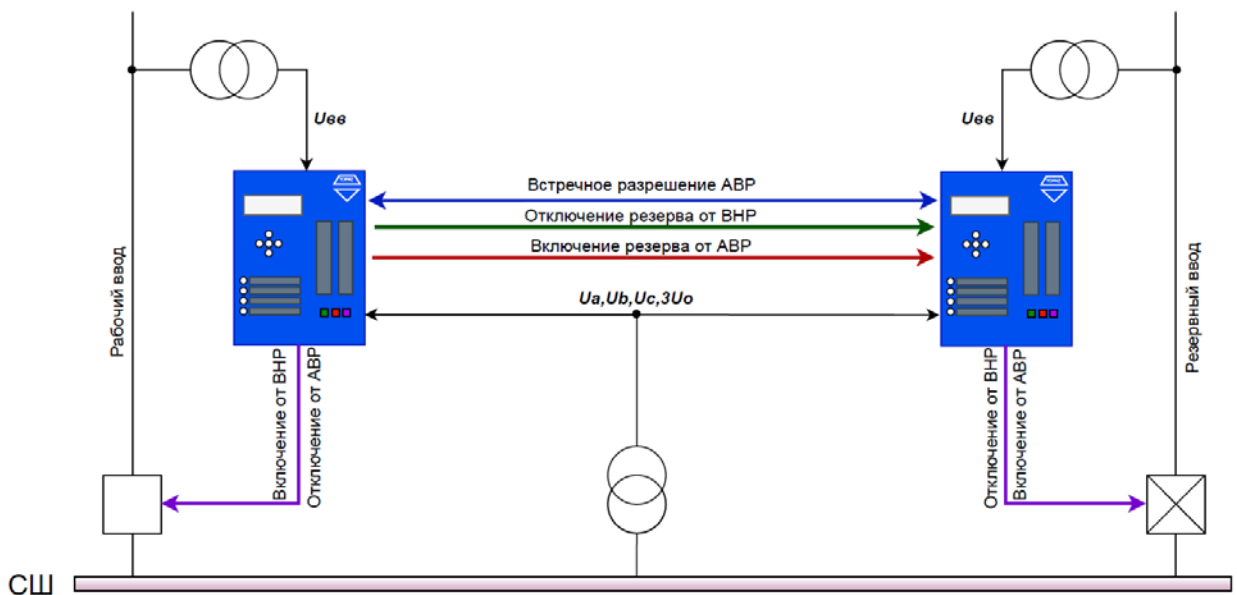 Uвв
Uвв
Встречное разрешение АВР
Отключение резерва от ВНР
Включение резерва от АВР
Ua,Ub,Uc,3Uo
Рабочий ввод
Резервный ввод
Включение от ВНР
Отключение от АВР
Отключение от ВНР
Включение от АВР
СШ